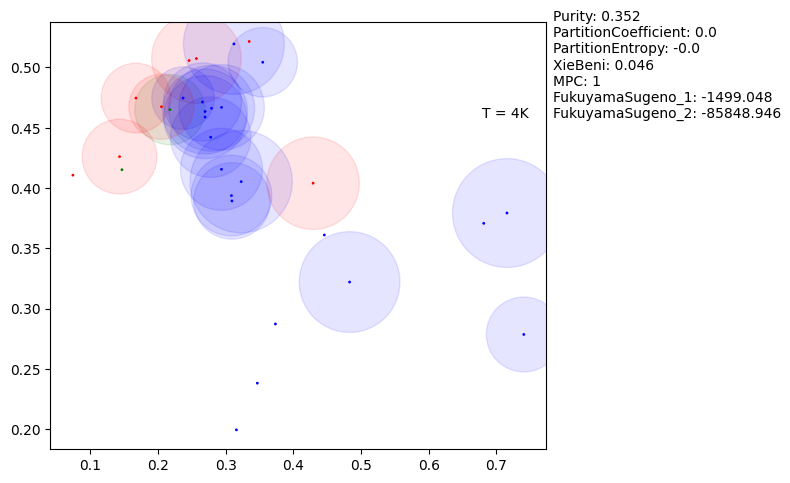 Purity: 0.352
PartitionCoefficient: 0.0
PartitionEntropy: -0.0
XieBeni: 0.046
MPC: 1
FukuyamaSugeno_1: -1499.048
FukuyamaSugeno_2: -85848.946
T = 4K
0.50
0.45
0.40
0.35
0.30
0.25
0.20
0.1 0.2 0.3 0.4 0.5 0.6 0.7